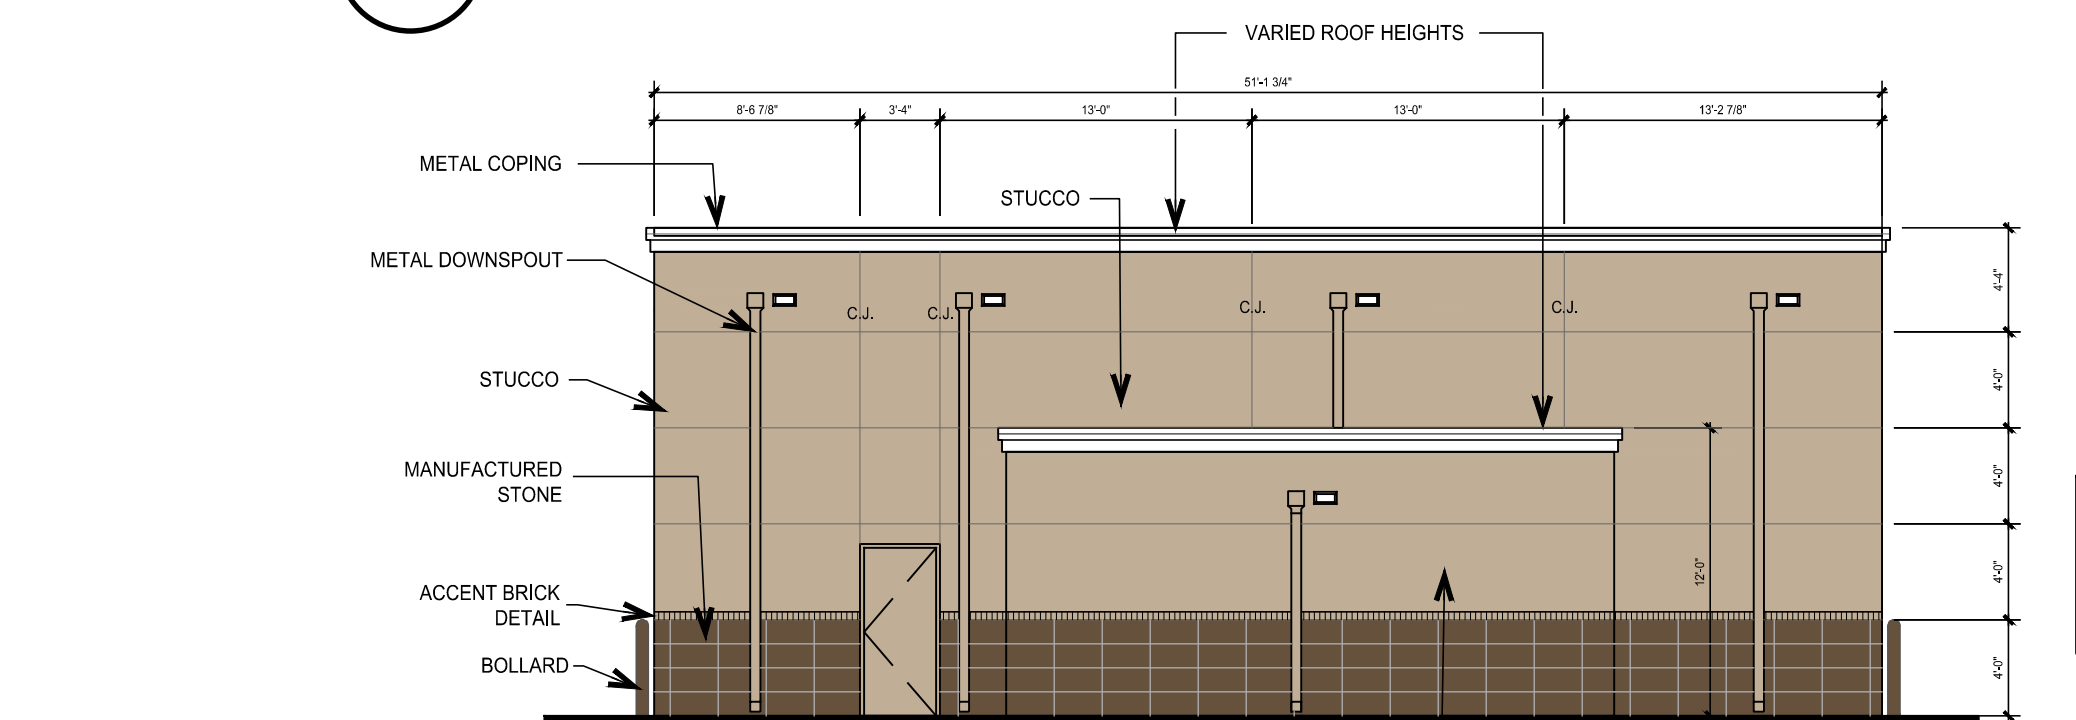 VARIED ROOF HEIGHTS
51'-1 3/4"
8'-6 7/8"
3'-4"
13'-0"
13'-0"
13'-2 7/8"
METAL COPING
STUCCO
METAL DOWNSPOUT
4'-4"
C.J.
C.J.
C.J.
C.J.
STUCCO
4'-0"
MANUFACTURED
STONE
4'-0"
12'-0"
4'-0"
ACCENT BRICK
DETAIL
BOLLARD
4'-0"